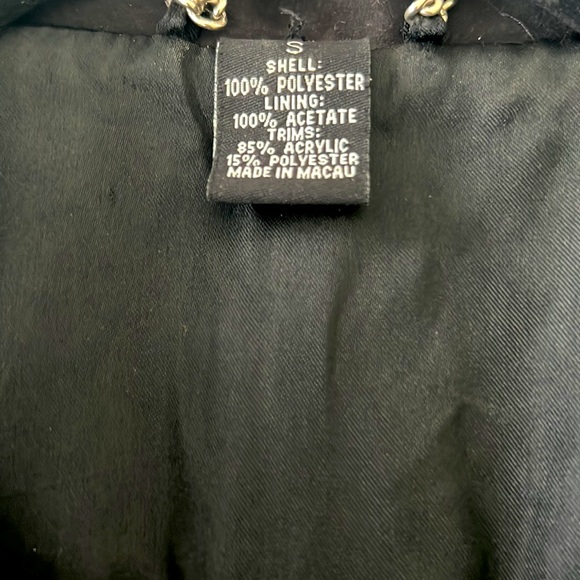 S
SHELL:
100% POLYESTER
LINING:
100% ACETATE
TRIMS:
85% ACRYLIC
15% POLYESTER
MADE IN MACAU